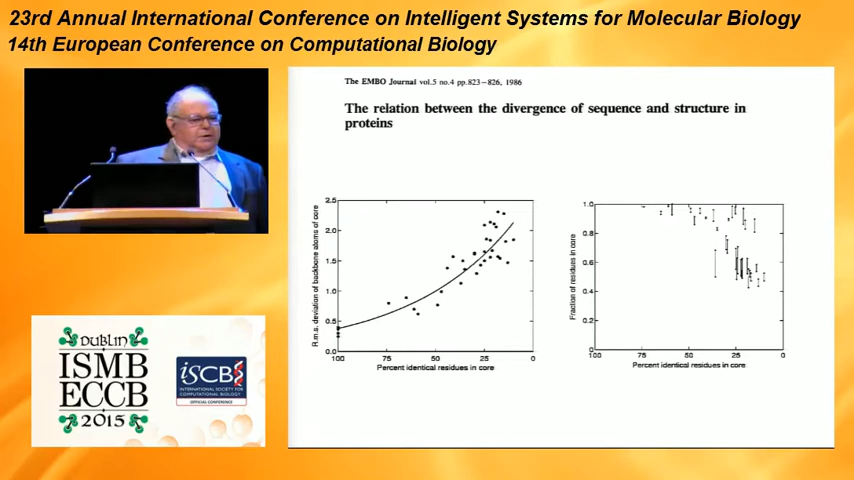 23rd Annual International Conference on Intelligent Systems for Molecular Biology
14th European Conference on Computational Biology
The EMBO Journal vol.5 no.4 pp.823–826, 1986
The relation between the divergence of sequence and structure in
proteins
R.m.s. deviation of backbone atoms of core
2.5
2.0
1.5
1.0
0.5
0.0
100 75 50 25 0
Percent identical residues in core
Fraction of residues in core
1.0
0.8
0.6
0.4
0.2
0
100 75 50 25 0
Percent identical residues in core
DUBLIN
ISMB
ECCB
2015
iSCB
INTERNATIONAL SOCIETY FOR
COMPUTATIONAL BIOLOGY
OFFICIAL CONFERENCE